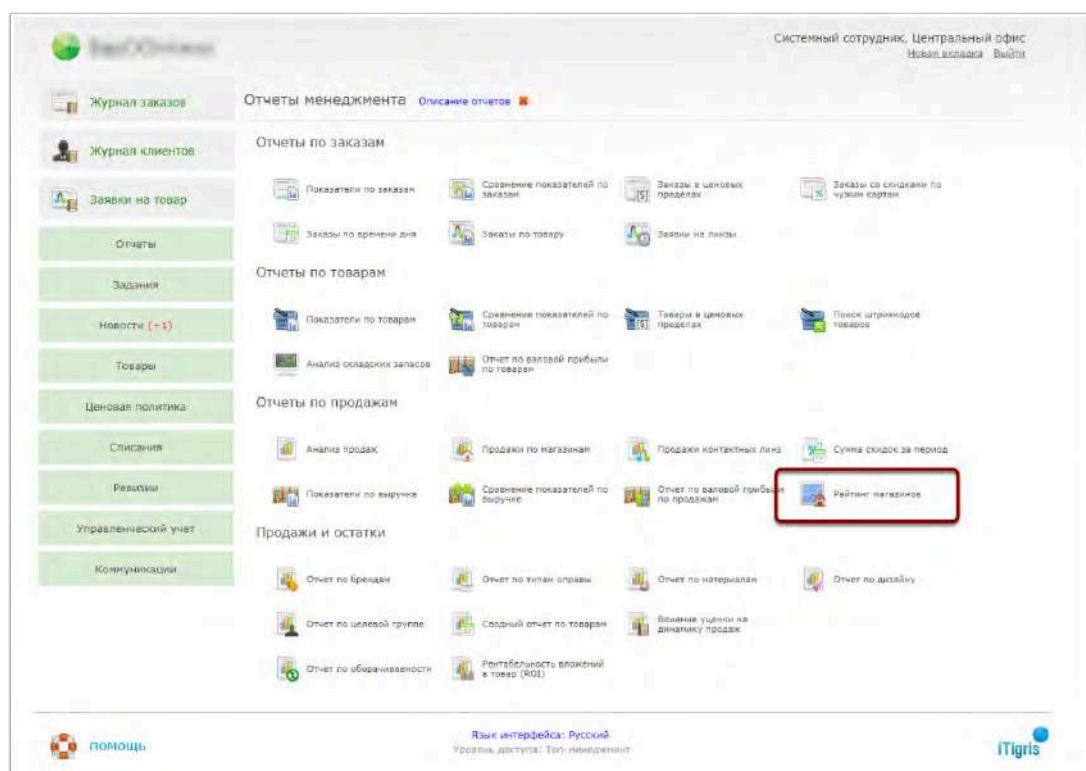 Системный сотрудник, Центральный офис
Новая вкладка Выйти
Журнал заказов
Журнал клиентов
Заявки на товар
Отчеты
Задания
Новости (+1)
Товары
Ценовая политика
Списания
Ревизии
Управленческий учет
Коммуникации
Отчеты менеджмента Описание отчетов
Отчеты по заказам
Показатели по заказам
Сравнение показателей по
заказам
Заказы в ценовых
пределах
Заказы со скидками по
чужим картам
Заказы по времени дня
Заказы по товару
Заявки на линзы
Отчеты по товарам
Показатели по товарам
Сравнение показателей по
товарам
Товары в ценовых
пределах
Поиск штрихкодов
товаров
Анализ складских запасов
Отчет по валовой прибыли
по товарам
Отчеты по продажам
Анализ продаж
Продажи по магазинам
Продажи контактных линз
Сумма скидок за период
Показатели по выручке
Сравнение показателей по
выручке
Отчет по валовой прибыли
по продажам
Рейтинг магазинов
Продажи и остатки
Отчет по брендам
Отчет по типам оправы
Отчет по материалам
Отчет по дизайну
Отчет по целевой группе
Сводный отчет по товарам
Влияние уценки на
динамику продаж
Отчет по оборачиваемости
Рентабельность вложений
в товар (ROI)
ПОМОЩЬ
Язык интерфейса: Русский
Уровень доступа: Топ-менеджмент
iTigris